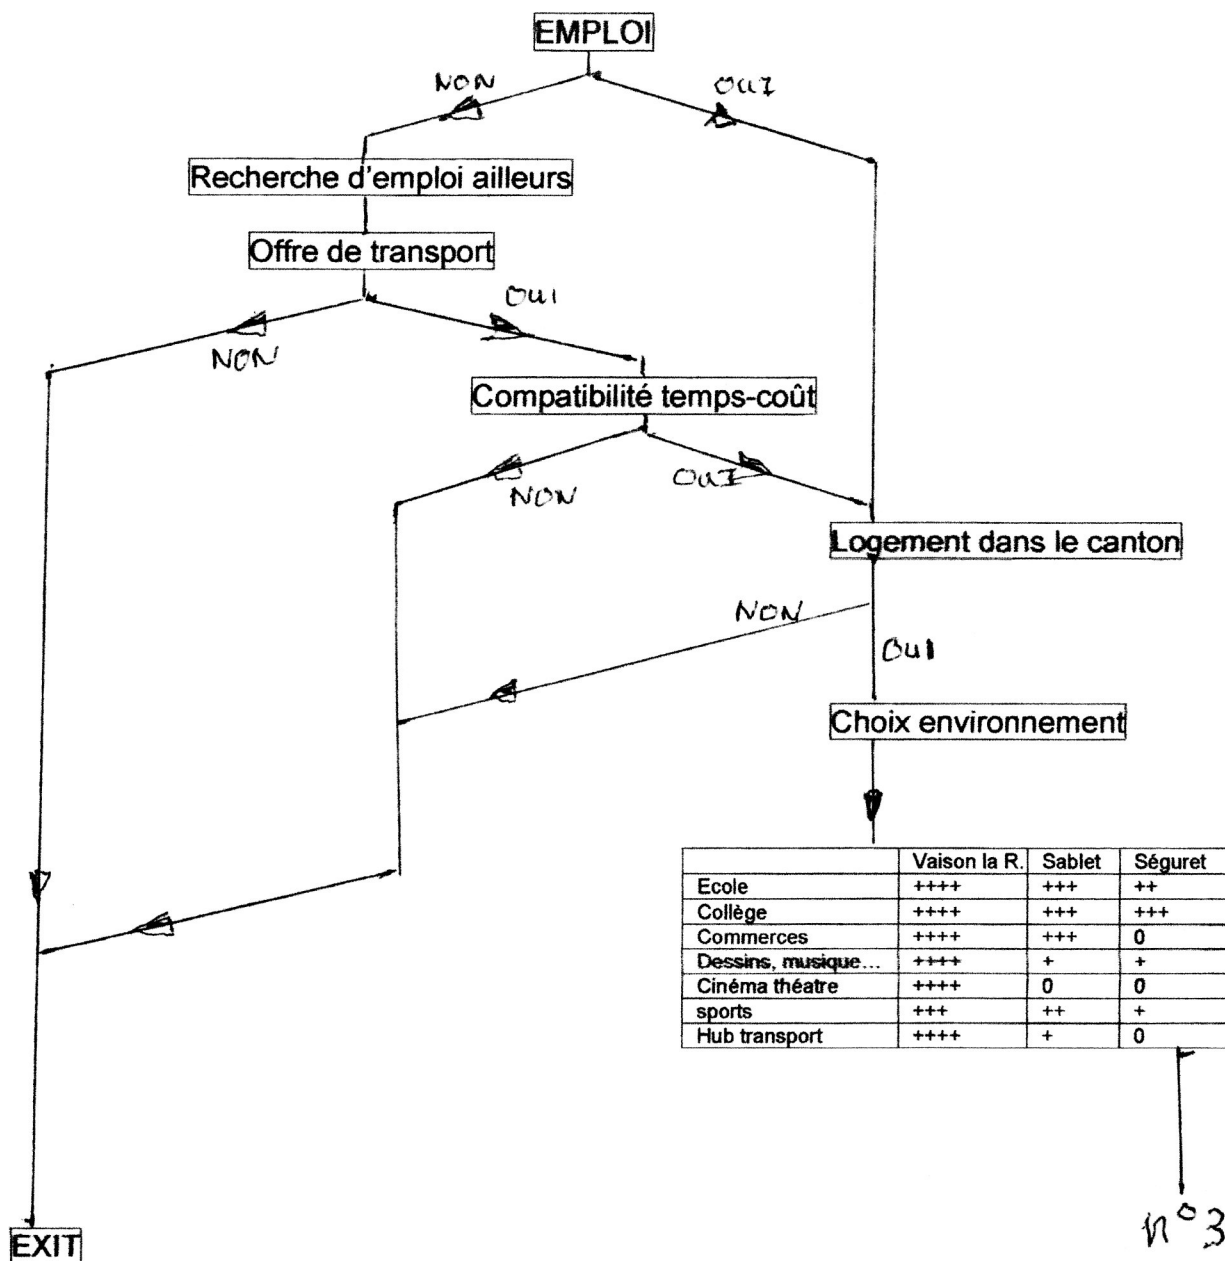 EMPLOI
NON
OUI
Recherche d'emploi ailleurs
Offre de transport
OUI
NON
Compatibilité temps-coût
NON
OUI
Logement dans le canton
NON
OUI
Choix environnement
Vaison la R. Sablet Séguret
Ecole ++++ +++ ++
Collège ++++ +++ +++
Commerces ++++ +++ 0
Dessins, musique... ++++ + +
Cinéma théatre ++++ 0 0
sports +++ ++ +
Hub transport ++++ + 0
n°3
EXIT